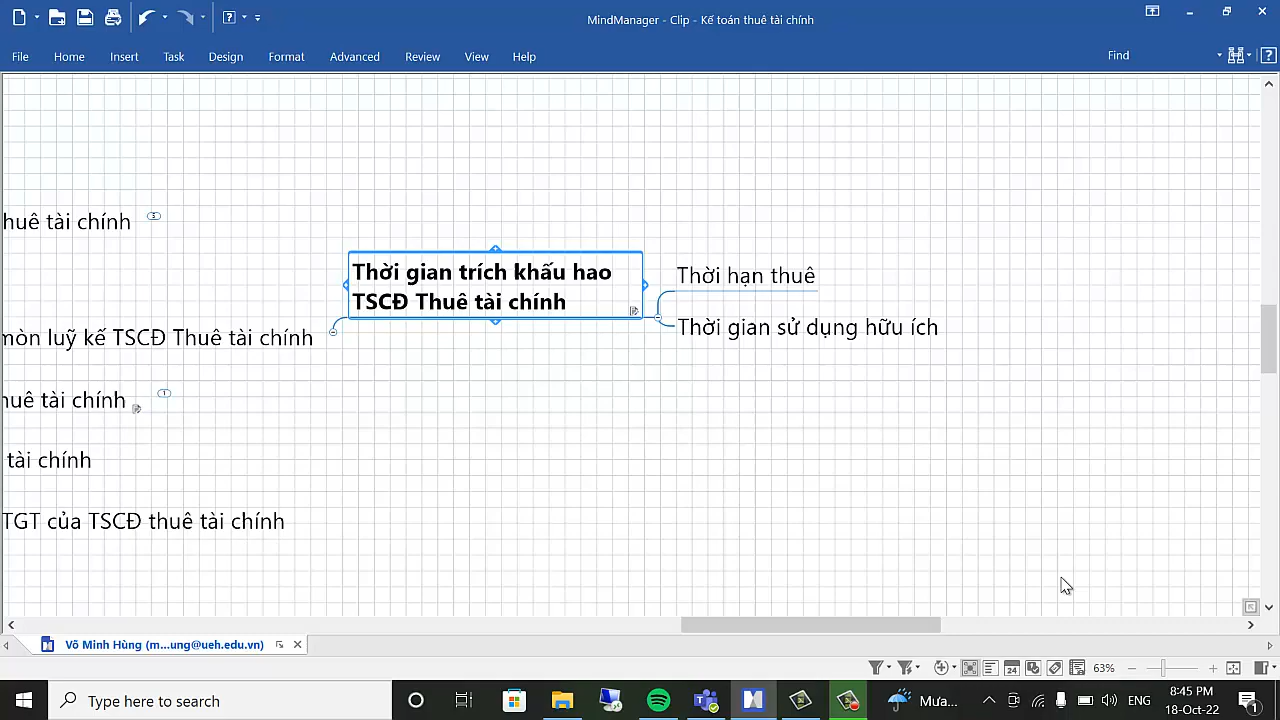 MindManager - Clip - Kế toán thuê tài chính
File Home Insert Task Design Format Advanced Review View Help Find
huê tài chính 5
Thời gian trích khấu hao
TSCĐ Thuê tài chính
Thời hạn thuê
Thời gian sử dụng hữu ích
mòn luỹ kế TSCĐ Thuê tài chính
huê tài chính 1
tài chính
TGT của TSCĐ thuê tài chính
Võ Minh Hùng (m...ung@ueh.edu.vn)
24 63%
Type here to search
Mưa... ENG
8:45 PM
18-Oct-22
1